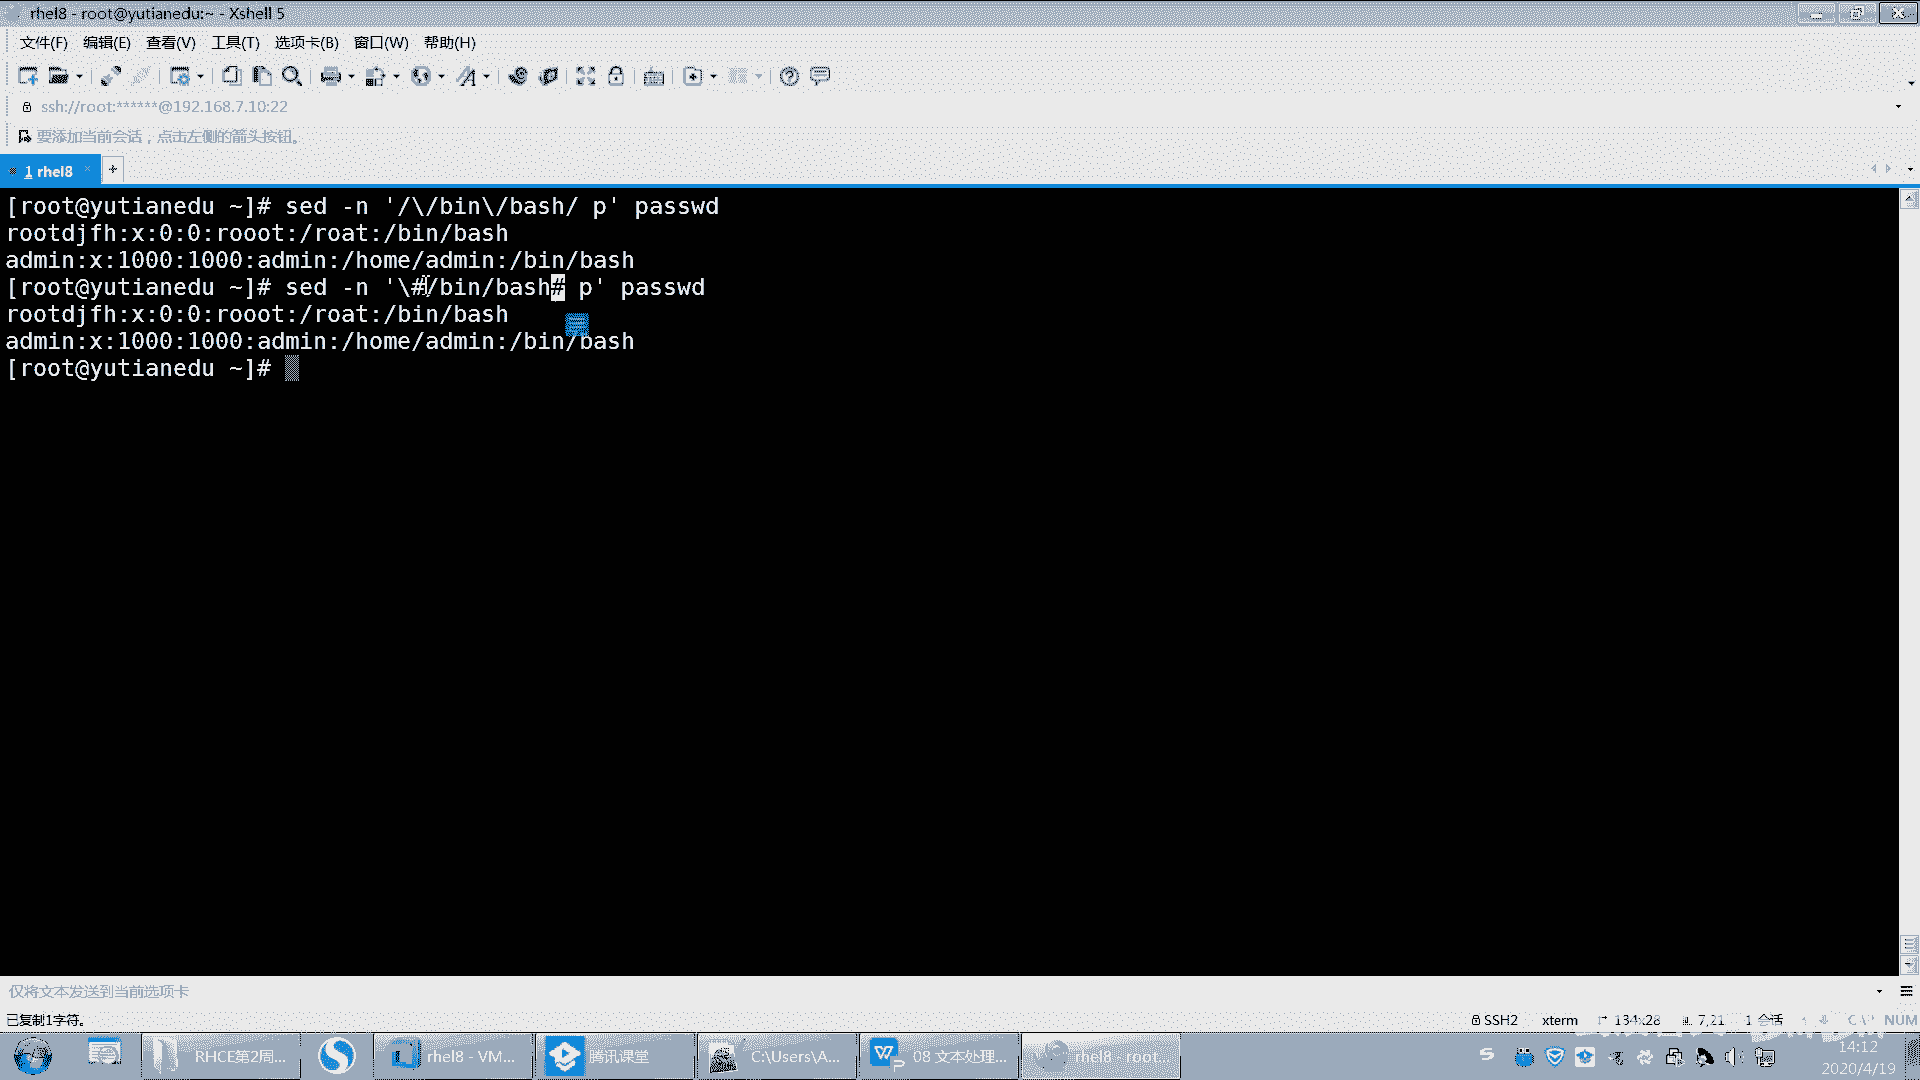 rhel8 - root@yutianedu:~ - Xshell 5
文件(F) 编辑(E) 查看(V) 工具(T) 选项卡(B) 窗口(W) 帮助(H)
ssh://root:******@192.168.7.10:22
要添加当前会话，点击左侧的箭头按钮。
1 rhel8
[root@yutianedu ~]# sed -n '/\/bin\/bash/ p' passwd
rootdjfh:x:0:0:rooot:/roat:/bin/bash
admin:x:1000:1000:admin:/home/admin:/bin/bash
[root@yutianedu ~]# sed -n '\#/bin/bash# p' passwd
rootdjfh:x:0:0:rooot:/roat:/bin/bash
admin:x:1000:1000:admin:/home/admin:/bin/bash
[root@yutianedu ~]#
仅将文本发送到当前选项卡
已复制1字符。
SSH2 xterm 134x28 7,21 1 会话 CAP NUM
RHCE第2周... rhel8 - VM... 腾讯课堂 C:\Users\A... 08 文本处理... rhel8 - root...
14:12
2020/4/19